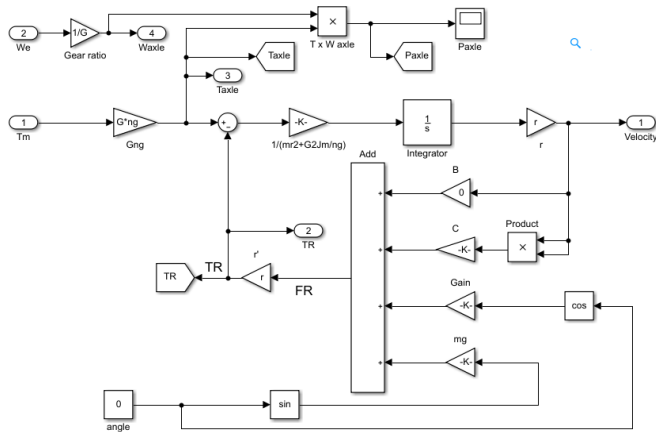 2
We
1/G
Gear ratio
4
Waxle
×
T x W axle
Paxle
Taxle
Paxle
3
Taxle
1
Tm
G*ng
Gng
+
-K-
1/(mr2+G2Jm/ng)
1
s
Integrator
r
r
1
Velocity
Add
B
0
C
-K-
Product
×
Gain
-K-
cos
mg
-K-
+
+
+
+
2
TR
TR
TR
r'
r
FR
0
angle
sin